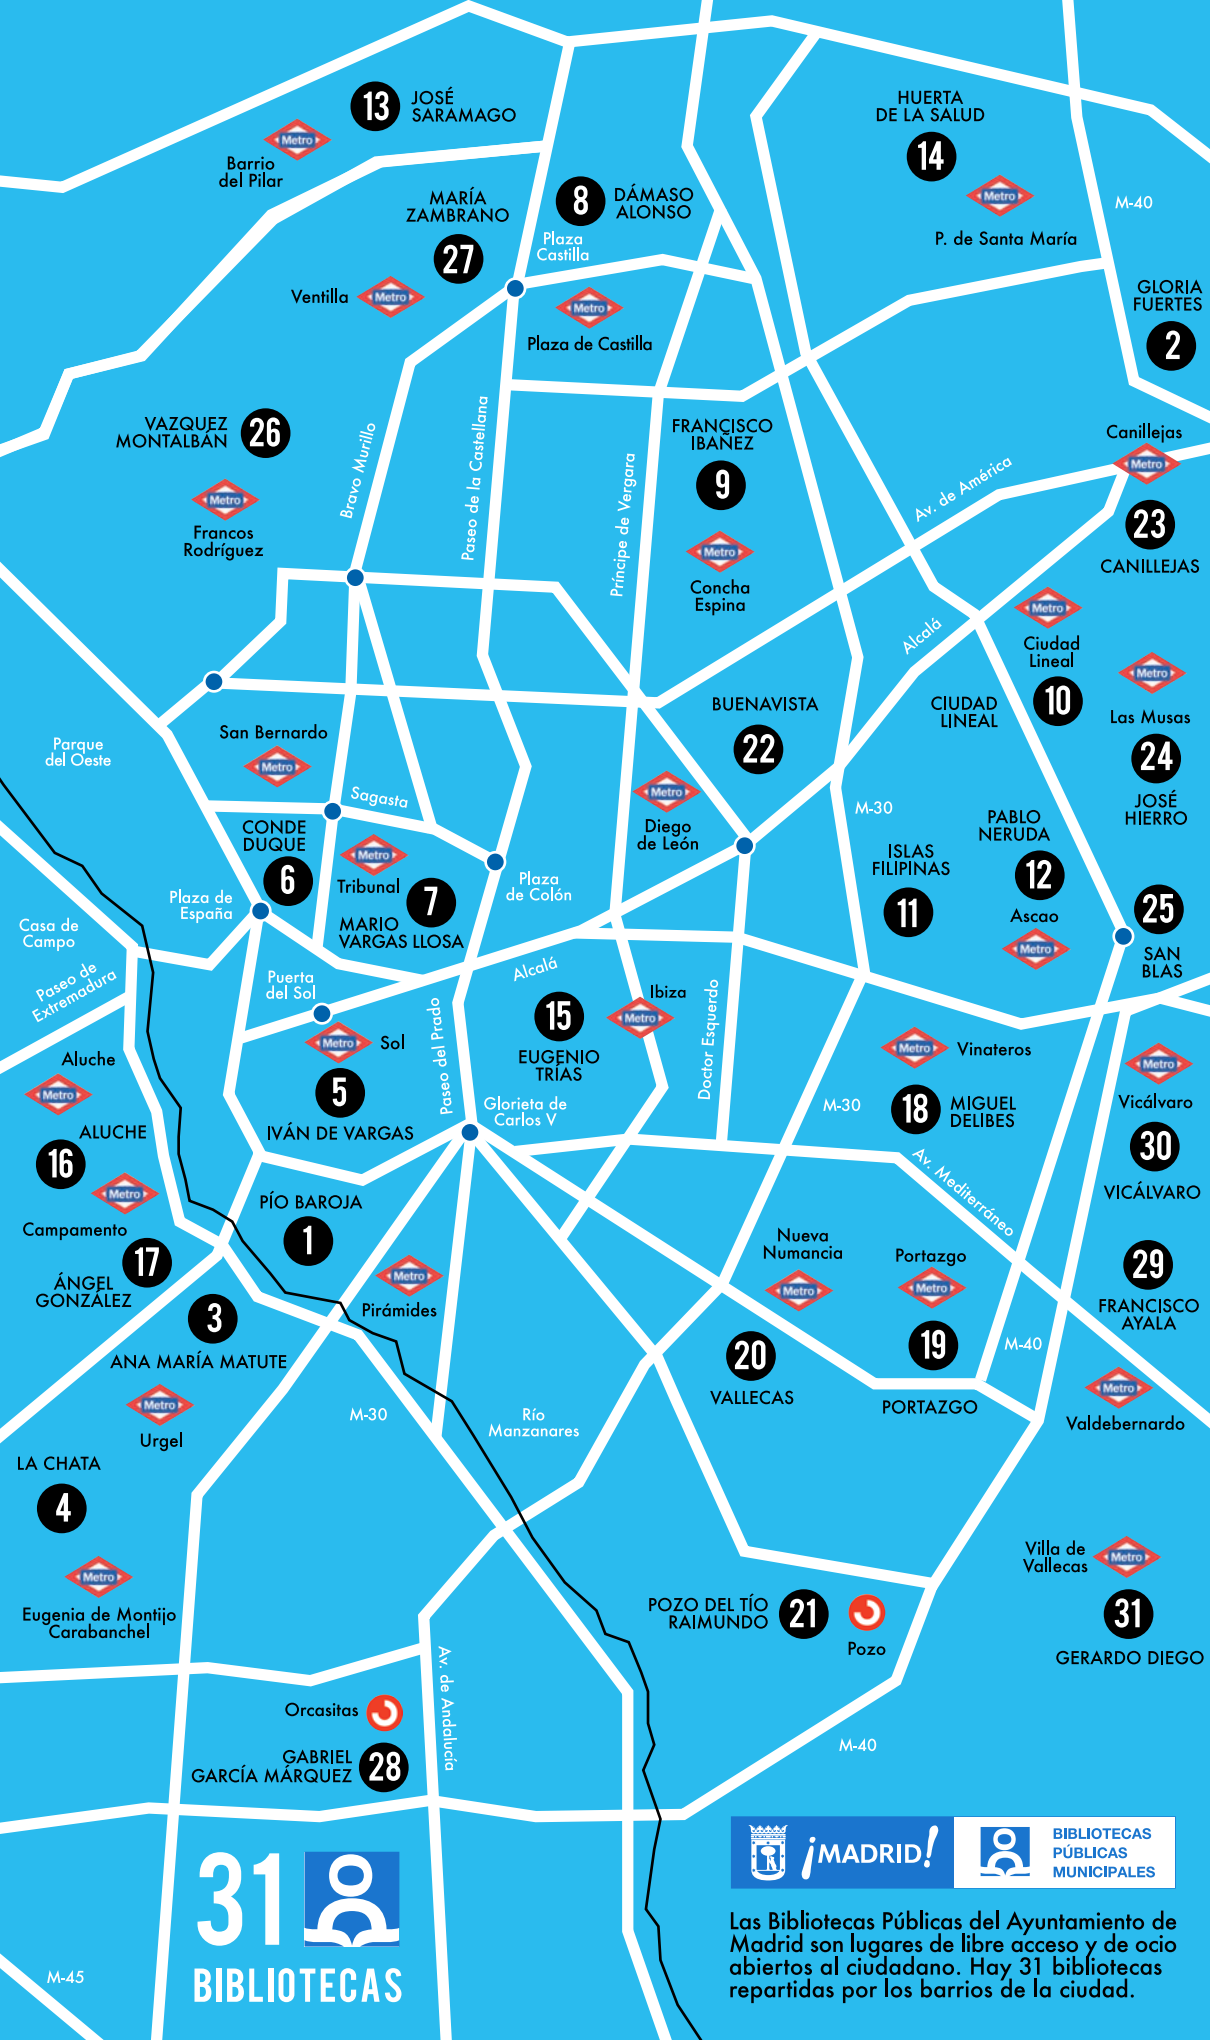 13
JOSÉ
SARAMAGO
Metro
Barrio
del Pilar
HUERTA
DE LA SALUD
14
Metro
P. de Santa María
M-40
MARÍA
ZAMBRANO
27
8
DÁMASO
ALONSO
Plaza
Castilla
Ventilla
Metro
Metro
Plaza de Castilla
GLORIA
FUERTES
2
VAZQUEZ
MONTALBÁN
26
Metro
Francos
Rodríguez
Bravo Murillo
Paseo de la Castellana
Príncipe de Vergara
FRANCISCO
IBAÑEZ
9
Metro
Concha
Espina
Av. de América
Canillejas
Metro
23
CANILLEJAS
Alcalá
Metro
Ciudad
Lineal
10
CIUDAD
LINEAL
Metro
Las Musas
24
JOSÉ
HIERRO
Parque
del Oeste
San Bernardo
Metro
Sagasta
BUENAVISTA
22
Metro
Diego
de León
M-30
CONDE
DUQUE
6
Metro
Tribunal
7
MARIO
VARGAS LLOSA
Plaza
de Colón
ISLAS
FILIPINAS
11
PABLO
NERUDA
12
Ascao
Metro
25
SAN
BLAS
Plaza de
España
Casa de
Campo
Paseo de
Extremadura
Puerta
del Sol
Metro
Sol
5
IVÁN DE VARGAS
Alcalá
Paseo del Prado
15
EUGENIO
TRÍAS
Ibiza
Metro
Doctor Esquerdo
Glorieta de
Carlos V
M-30
Metro
Vinateros
18
MIGUEL
DELIBES
Av. Mediterráneo
Metro
Vicálvaro
30
VICÁLVARO
Aluche
Metro
ALUCHE
16
Metro
Campamento
17
ÁNGEL
GONZÁLEZ
PÍO BAROJA
1
3
ANA MARÍA MATUTE
Metro
Urgel
Metro
Pirámides
Nueva
Numancia
Metro
20
VALLECAS
Portazgo
Metro
19
PORTAZGO
M-40
29
FRANCISCO
AYALA
Metro
Valdebernardo
M-30
Río
Manzanares
LA CHATA
4
Metro
Eugenia de Montijo
Carabanchel
POZO DEL TÍO
RAIMUNDO
21
Pozo
Villa de
Vallecas
Metro
31
GERARDO DIEGO
Orcasitas
GABRIEL
GARCÍA MÁRQUEZ
28
Av. de Andalucía
M-40
31
BIBLIOTECAS
M-45
¡MADRID!
BIBLIOTECAS
PÚBLICAS
MUNICIPALES
Las Bibliotecas Públicas del Ayuntamiento de
Madrid son lugares de libre acceso y de ocio
abiertos al ciudadano. Hay 31 bibliotecas
repartidas por los barrios de la ciudad.